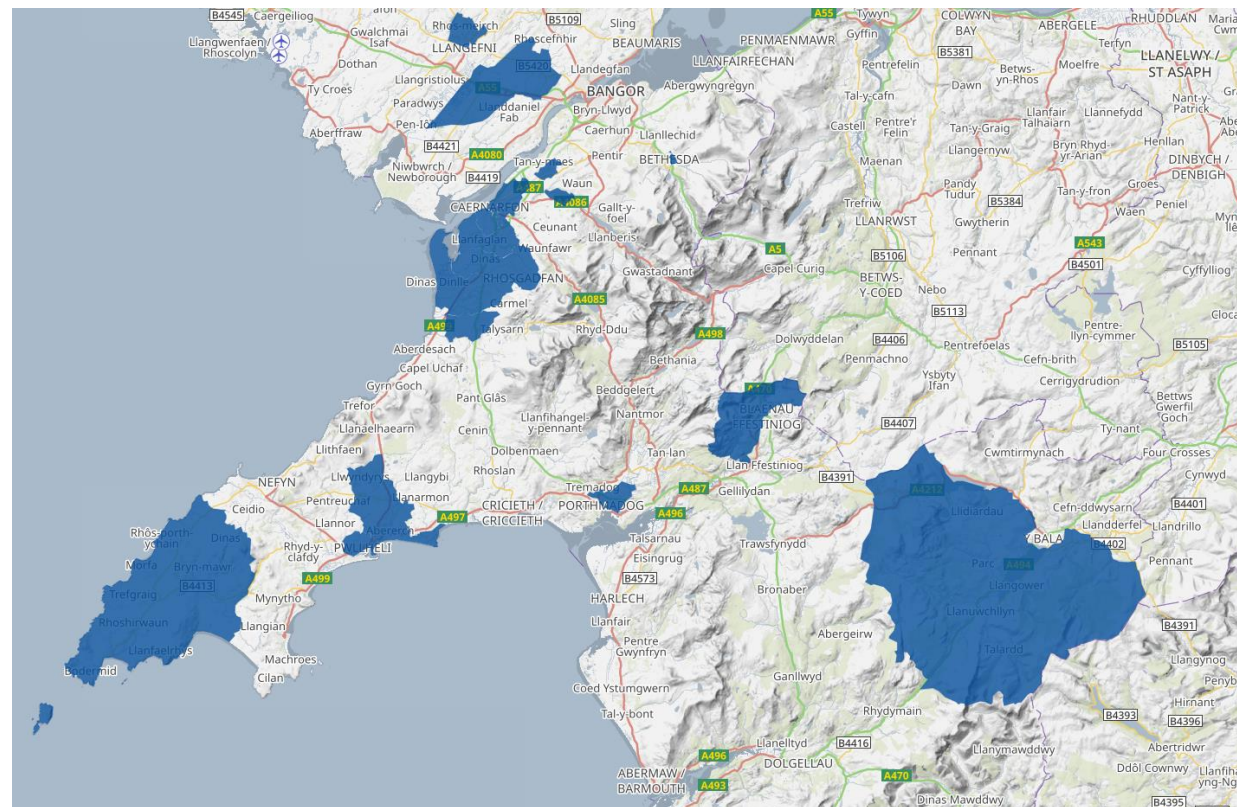 B4545
Caergeiliog
Rhos-meirch
A55
Tywyn
COLWYN
BAY
ABERGELE
RHUDDLAN
Llangwenfaen /
Rhoscolyn
Gwalchmai
Isaf
LLANGEFNI
B5109
Rhoscefnhir
Sling
BEAUMARIS
PENMAENMAWR
Gyffin
B5381
Terfyn
Dothan
B5420
Llandegfan
LLANFAIRFECHAN
Pentrefelin
Betws-
yn-Rhos
Moelfre
LLANELWY /
ST ASAPH
Ty Croes
Llangristiolus
A55
BANGOR
Abergwyngregyn
Tal-y-cafn
Dawn
Paradwys
Llanddaniel
Fab
Bryn-Llwyd
Llanfair
Talhaiarn
Llannefydd
Nant-y-
Patrick
Aberffraw
Caerhun
Llanllechid
Castell
Pentre'r
Felin
Tan-y-Graig
B4421
A4080
Pentir
BETHESDA
Maenan
Llangernyw
Bryn Rhyd-
yr-Arian
Henllan
DINBYCH /
DENBIGH
Niwbwrch /
Newborough
B4419
Tan-y-maes
Waun
Pandy
Tudur
Tan-y-fron
Groes
CAERNARFON
A4086
Gallt-y-
foel
Trefriw
B5384
Waen
Peniel
Llanfaglan
Ceunant
LLANRWST
Gwytherin
Waunfawr
Llanberis
A5
Pennant
A543
Dinas
B5106
B4501
Dinas Dinlle
RHOSGADFAN
Gwastadnant
Capel Curig
BETWS-
Y-COED
Nebo
Cyffylliog
Carmel
A4085
B5113
Talysarn
Rhyd-Ddu
A498
Dolwyddelan
B4406
Pentrefoelas
Pentre-
llyn-cymmer
B5105
Aberdesach
Capel Uchaf
Bethania
Penmachno
Cefn-brith
Gyrn Goch
Beddgelert
Ysbyty
Ifan
Cerrigydrudion
Trefor
Pant Glâs
Llanfihangel-
y-pennant
Nantmor
FFESTINIOG
B4407
Bettws
Gwerfil
Goch
Llanaelhaearn
Cenin
Ty-nant
Llithfaen
Dolbenmaen
Tan-lan
Cwmtirmynach
Four Crosses
NEFYN
Llwyndyrys
Llangybi
Rhoslan
Llan Ffestiniog
B4391
Cynwyd
Pentreuchaf
Llanarmon
Tremadog
A487
Gellilydan
A4212
B4401
Ceidio
CRICIETH /
CRICCIETH
PORTHMADOG
Llidiardau
Cefn-ddwysarn
Llannor
A497
A496
Llandderfel
Llandrillo
Dinas
Abererch
Talsarnau
Trawsfynydd
Y BALA
B4402
Rhyd-y-
clafdy
PWLLHELI
Eisingrug
Parc
A494
Pennant
Morfa
Bryn-mawr
A499
B4573
Bronaber
Llangower
Trefgraig
B4413
Mynytho
HARLECH
Llanuwchllyn
B4391
Rhoshirwaun
Llangian
Llanfair
Abergeirw
Talardd
Llanfaelrhys
Machroes
Pentre
Gwynfryn
Llangynog
Cilan
Ganllwyd
Coed Ystumgwern
Hirnant
Rhydymain
B4393
B4396
Tal-y-bont
Llanelltyd
B4416
Llanymawddwy
Abertridwr
A496
DOLGELLAU
Ddôl Cownwy
ABERMAW /
BARMOUTH
A493
A470
Dinas Mawddwy
B4395